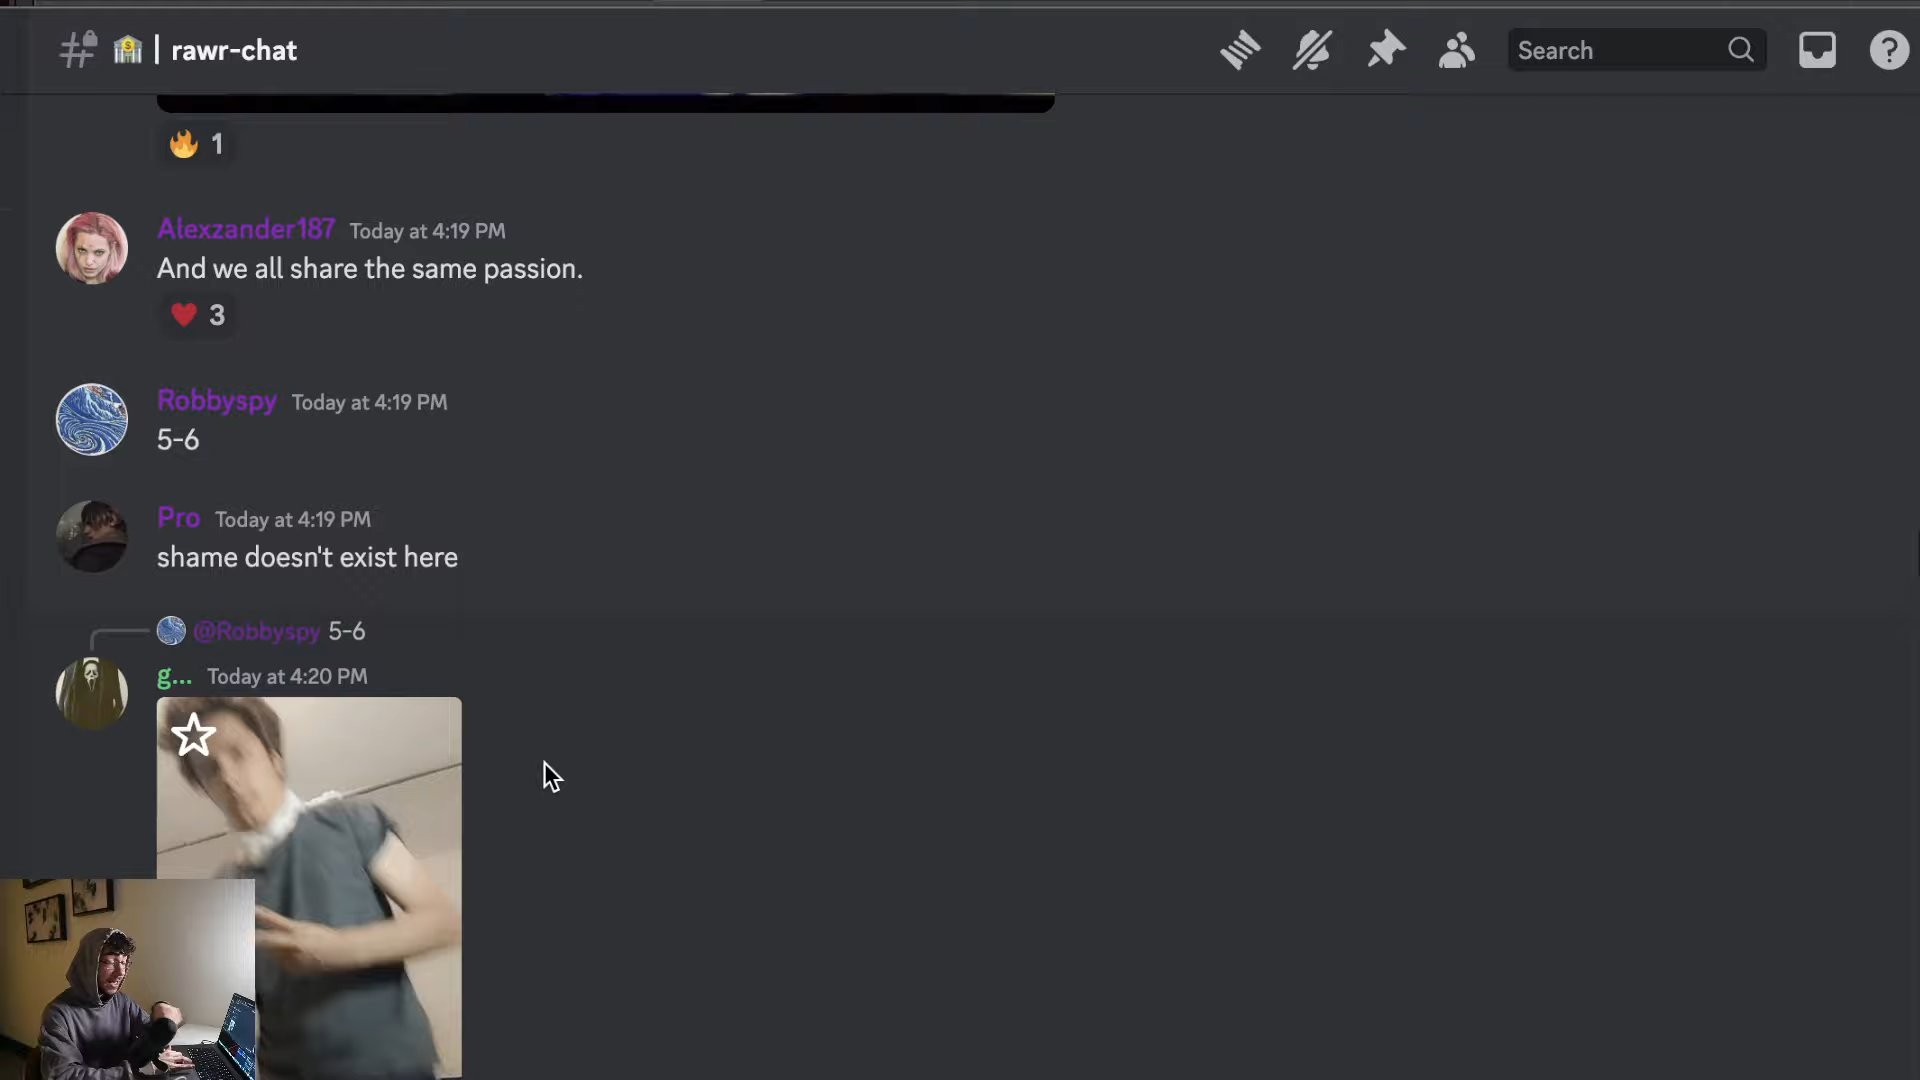 | rawr-chat
Search
1
Alexzander187 Today at 4:19 PM
And we all share the same passion.
3
Robbyspy Today at 4:19 PM
5-6
Pro Today at 4:19 PM
shame doesn't exist here
@Robbyspy 5-6
g... Today at 4:20 PM